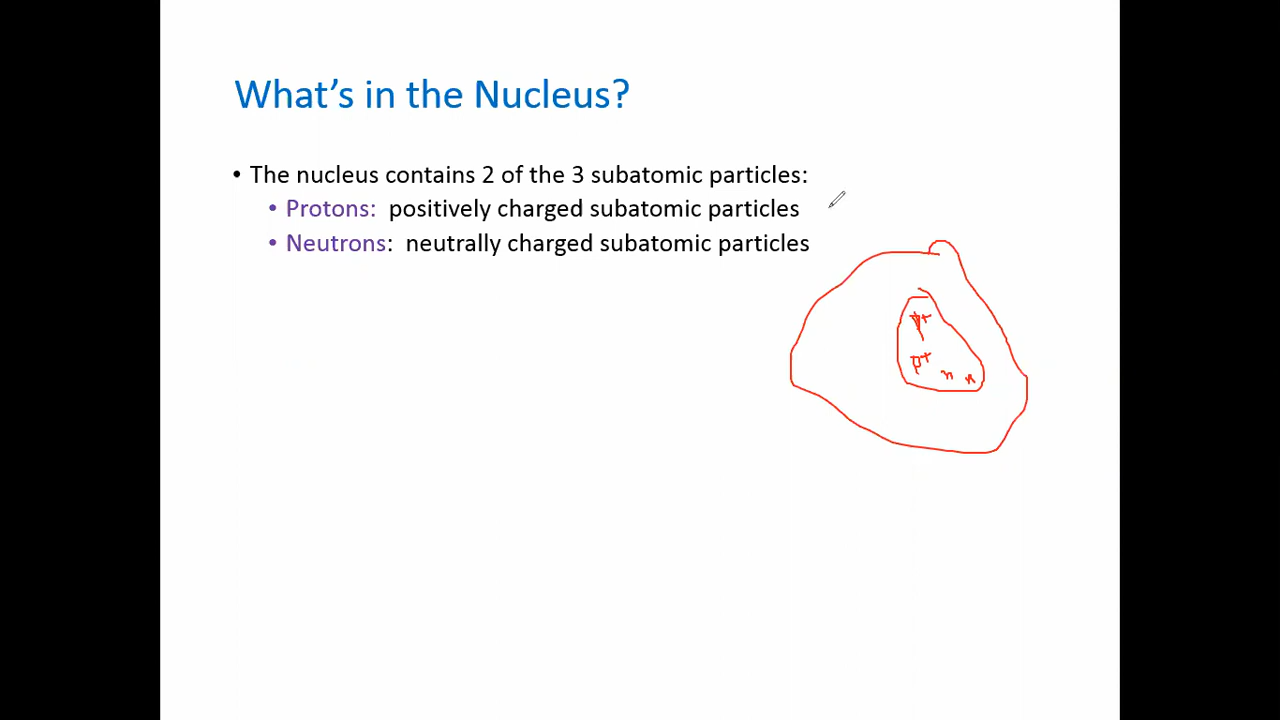 What's in the Nucleus?
• The nucleus contains 2 of the 3 subatomic particles:
• Protons:  positively charged subatomic particles
• Neutrons:  neutrally charged subatomic particles
p+
p+
n n